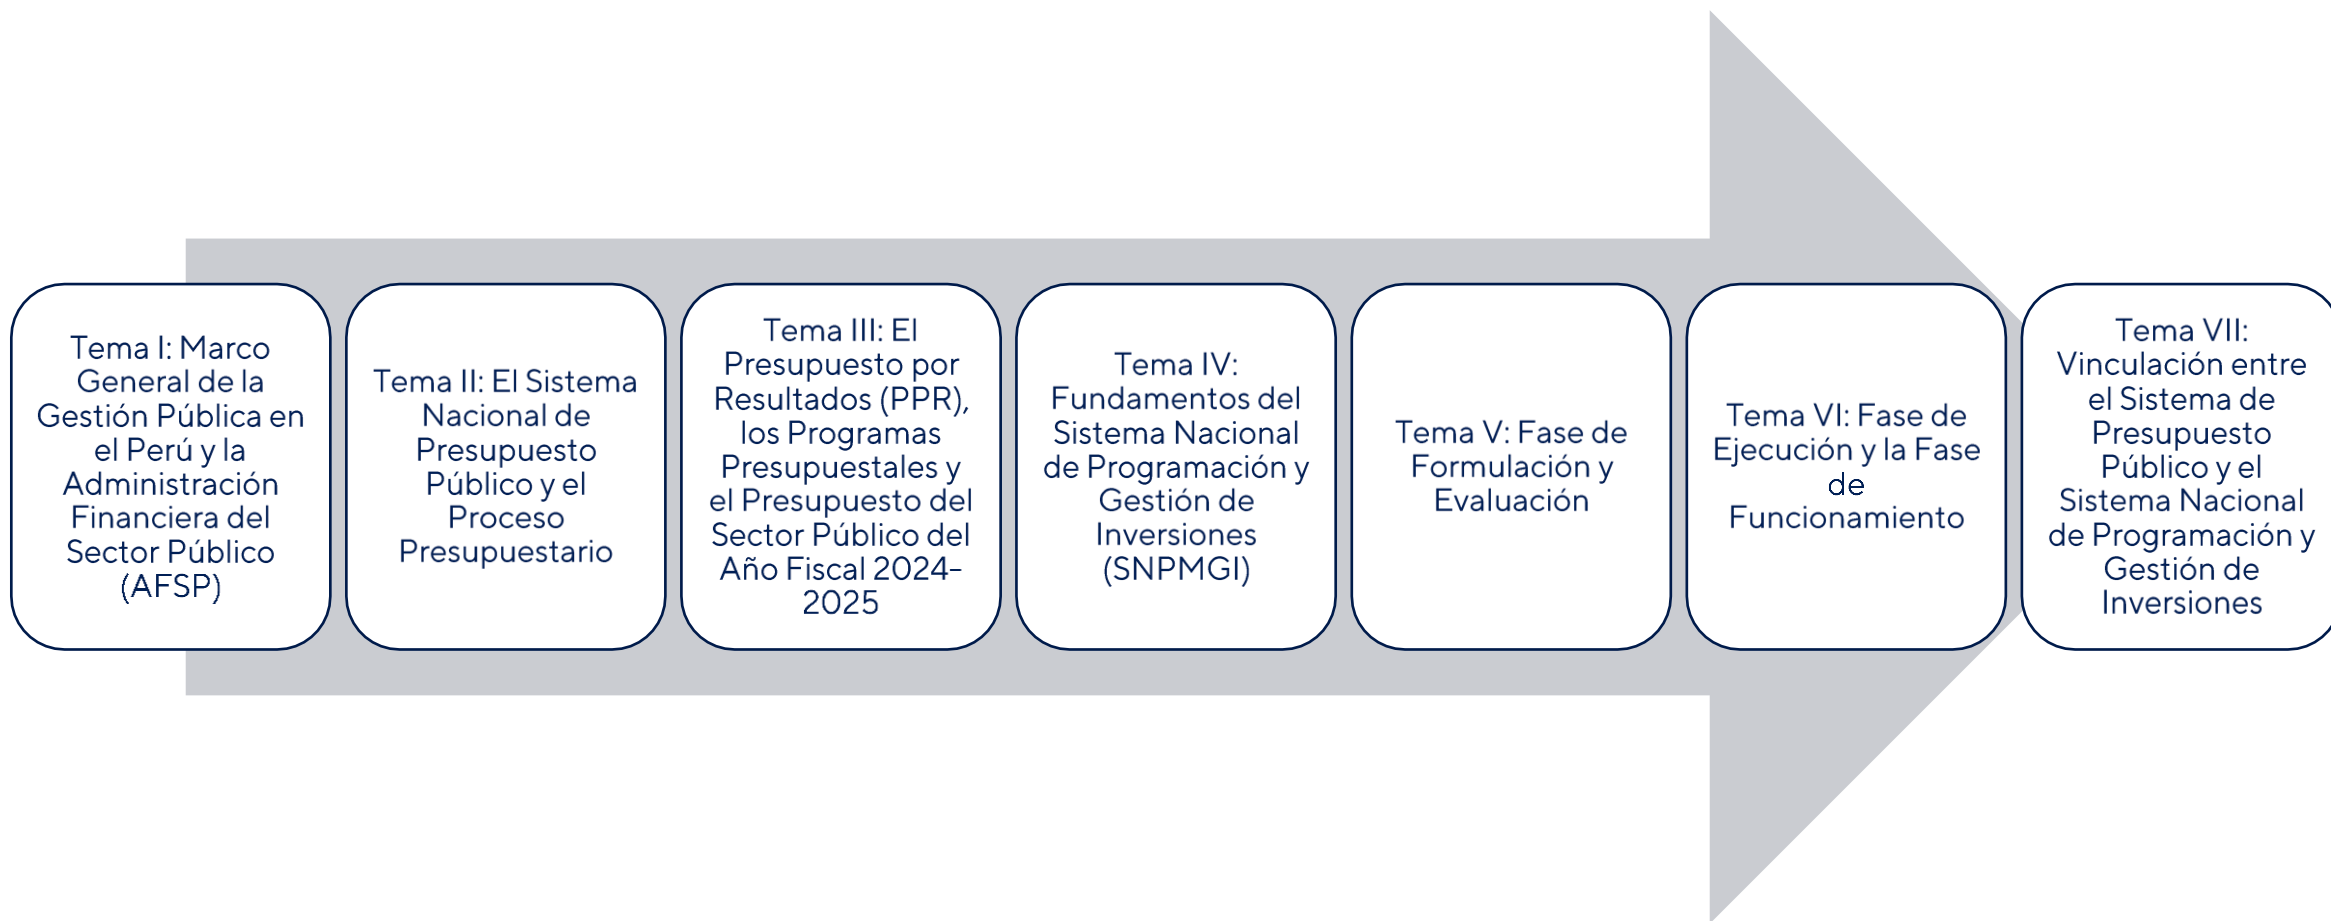 Tema I: Marco
General de la
Gestión Pública en
el Perú y la
Administración
Financiera del
Sector Público
(AFSP)
Tema II: El Sistema
Nacional de
Presupuesto
Público y el
Proceso
Presupuestario
Tema III: El
Presupuesto por
Resultados (PPR),
los Programas
Presupuestales y
el Presupuesto del
Sector Público del
Año Fiscal 2024-
2025
Tema IV:
Fundamentos del
Sistema Nacional
de Programación y
Gestión de
Inversiones
(SNPMGI)
Tema V: Fase de
Formulación y
Evaluación
Tema VI: Fase de
Ejecución y la Fase
de
Funcionamiento
Tema VII:
Vinculación entre
el Sistema de
Presupuesto
Público y el
Sistema Nacional
de Programación y
Gestión de
Inversiones